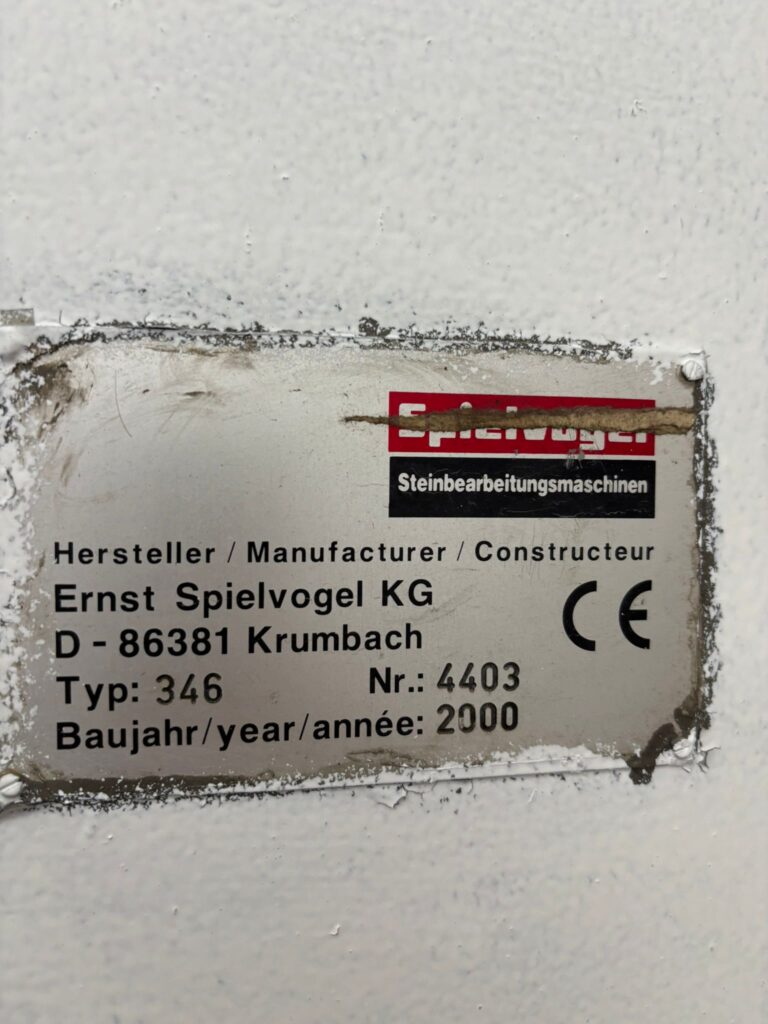 Spielvogel
Steinbearbeitungsmaschinen
Hersteller / Manufacturer / Constructeur
Ernst Spielvogel KG
D - 86381 Krumbach
CE
Typ: 346 Nr.: 4403
Baujahr/year/année: 2000